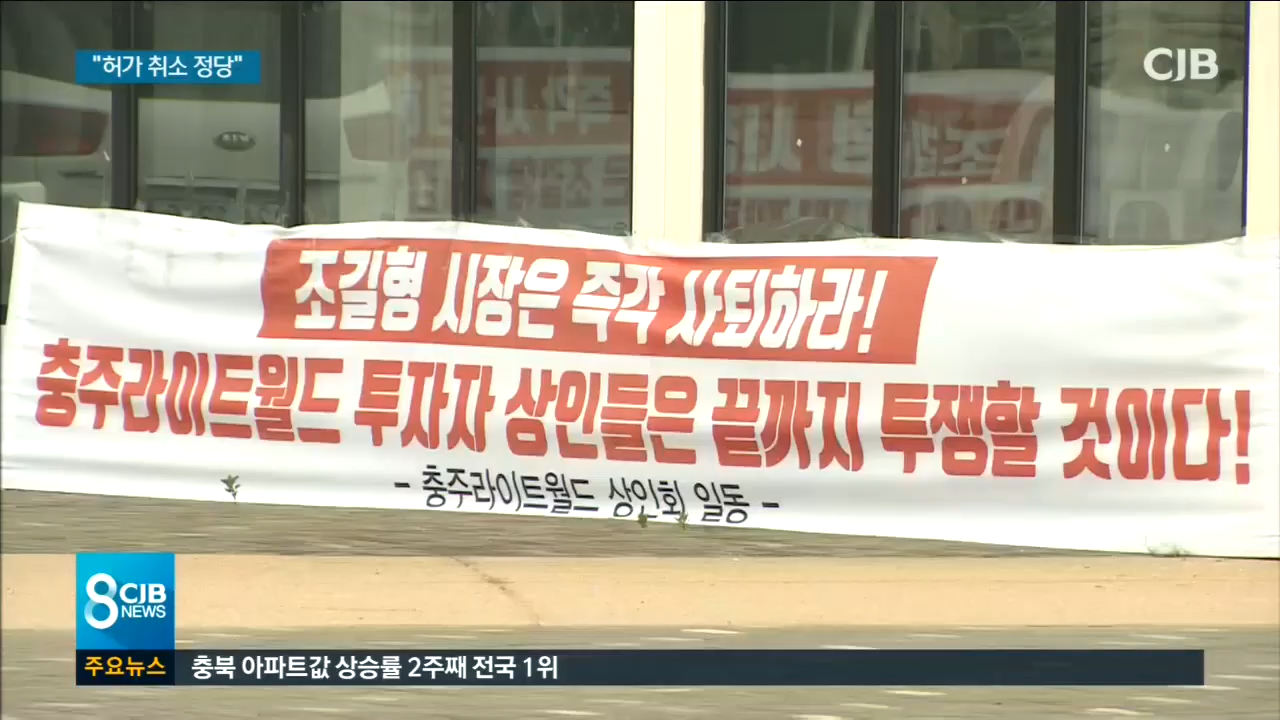 "허가 취소 정당"
CJB
조길형 시장은 즉각 사퇴하라!
충주라이트월드 투자자 상인들은 끝까지 투쟁할 것이다!
- 충주라이트월드 상인회 일동 -
8 CJB
NEWS
주요뉴스 충북 아파트값 상승률 2주째 전국 1위